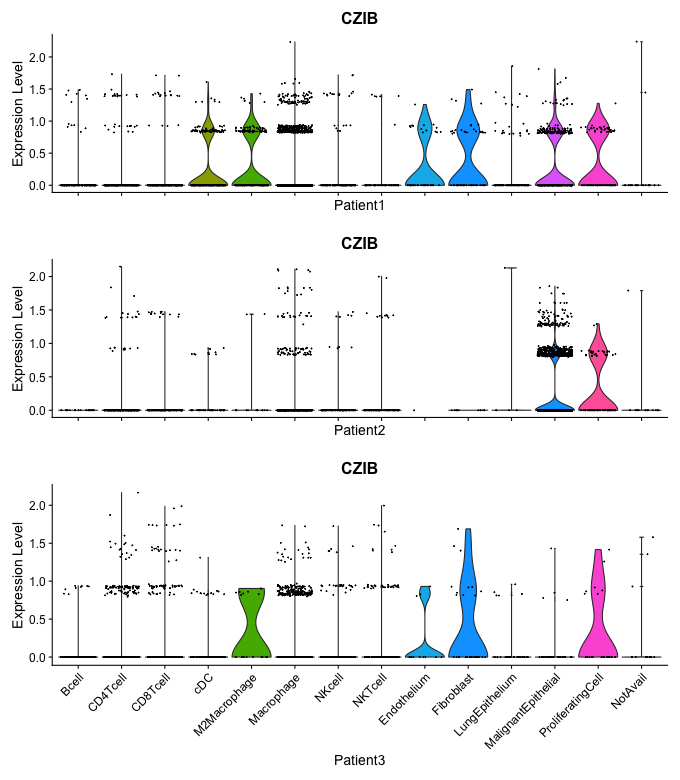 CZIB
Expression Level
2.0
1.5
1.0
0.5
0.0
Patient1
CZIB
Expression Level
2.0
1.5
1.0
0.5
0.0
Patient2
CZIB
Expression Level
2.0
1.5
1.0
0.5
0.0
Bcell
CD4Tcell
CD8Tcell
cDC
M2Macrophage
Macrophage
NKcell
NKTcell
Endothelium
Fibroblast
LungEpithelium
MalignantEpithelial
ProliferatingCell
NotAvail
Patient3